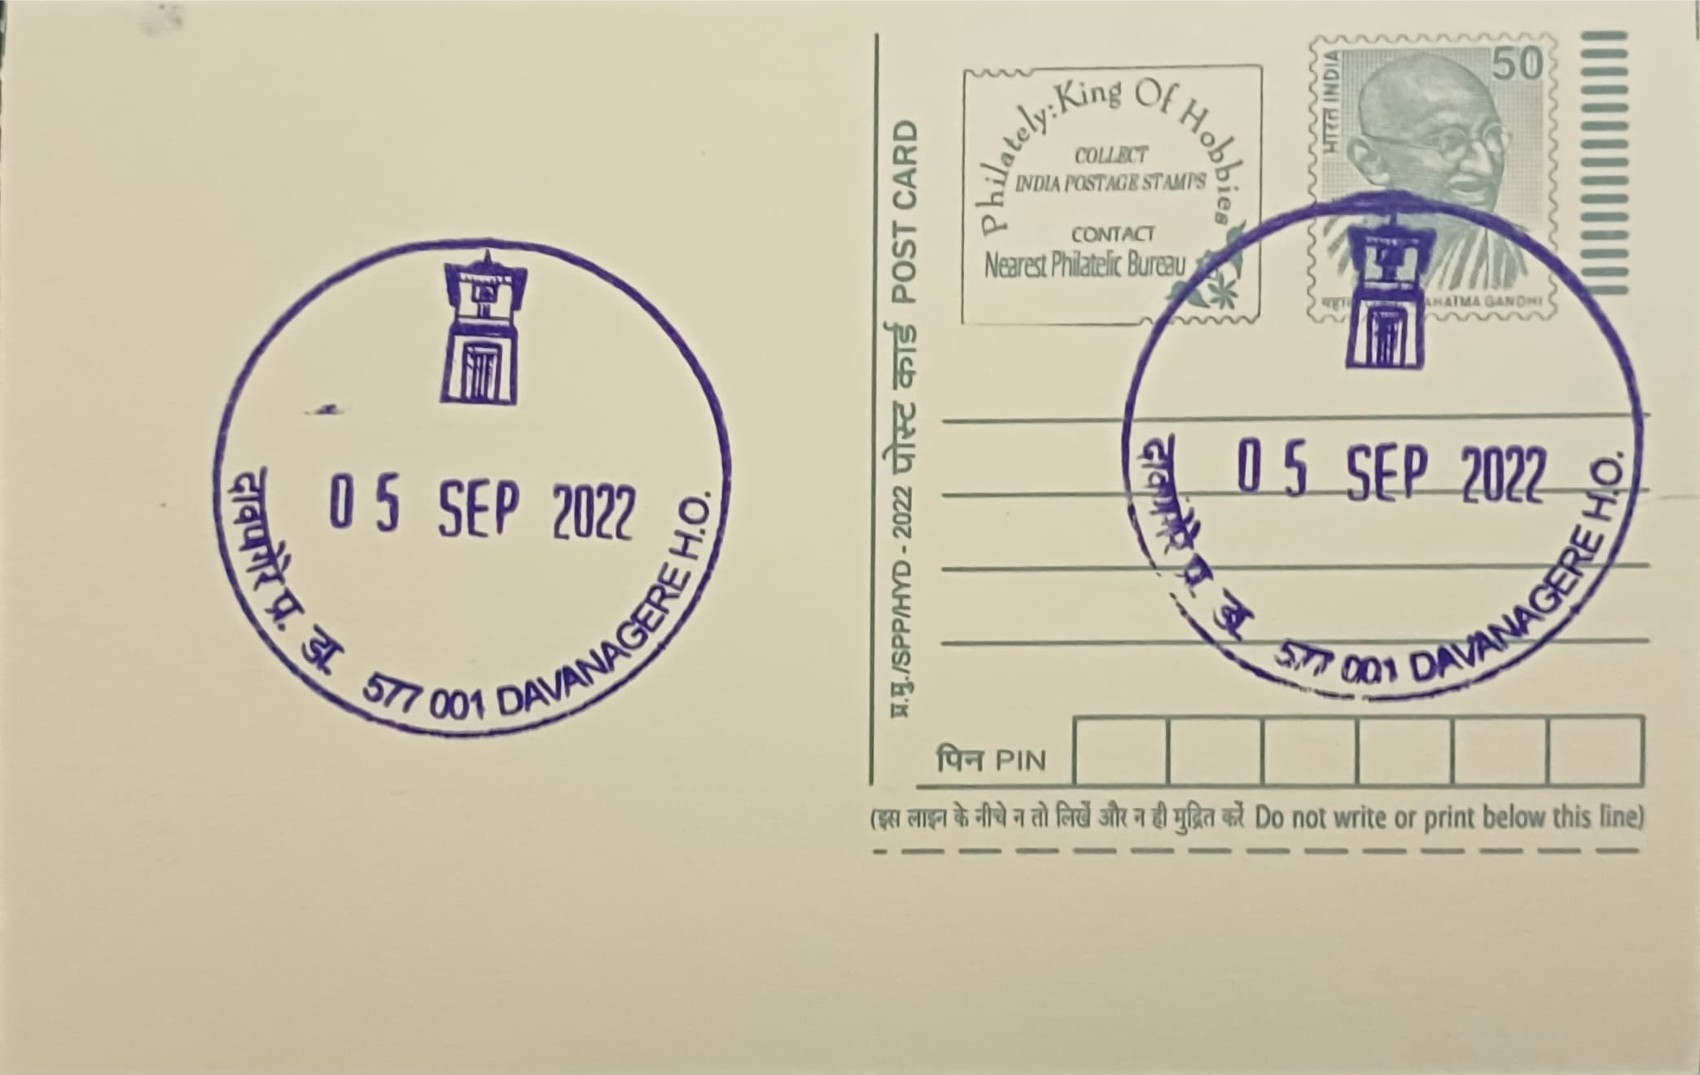 05 SEP 2022
दावणगेरे प्र. डा. 577 001 DAVANAGERE H.O.
प्र.मु./SPP/HYD - 2022 पोस्ट कार्ड POST CARD
Philately: King Of Hobbies
COLLECT
INDIA POSTAGE STAMPS
CONTACT
Nearest Philatelic Bureau
भारत INDIA
50
MAHATMA GANDHI
05 SEP 2022
दावणगेरे प्र. डा. 577 001 DAVANAGERE H.O.
पिन PIN
(इस लाइन के नीचे न तो लिखें और न ही मुद्रित करें Do not write or print below this line)